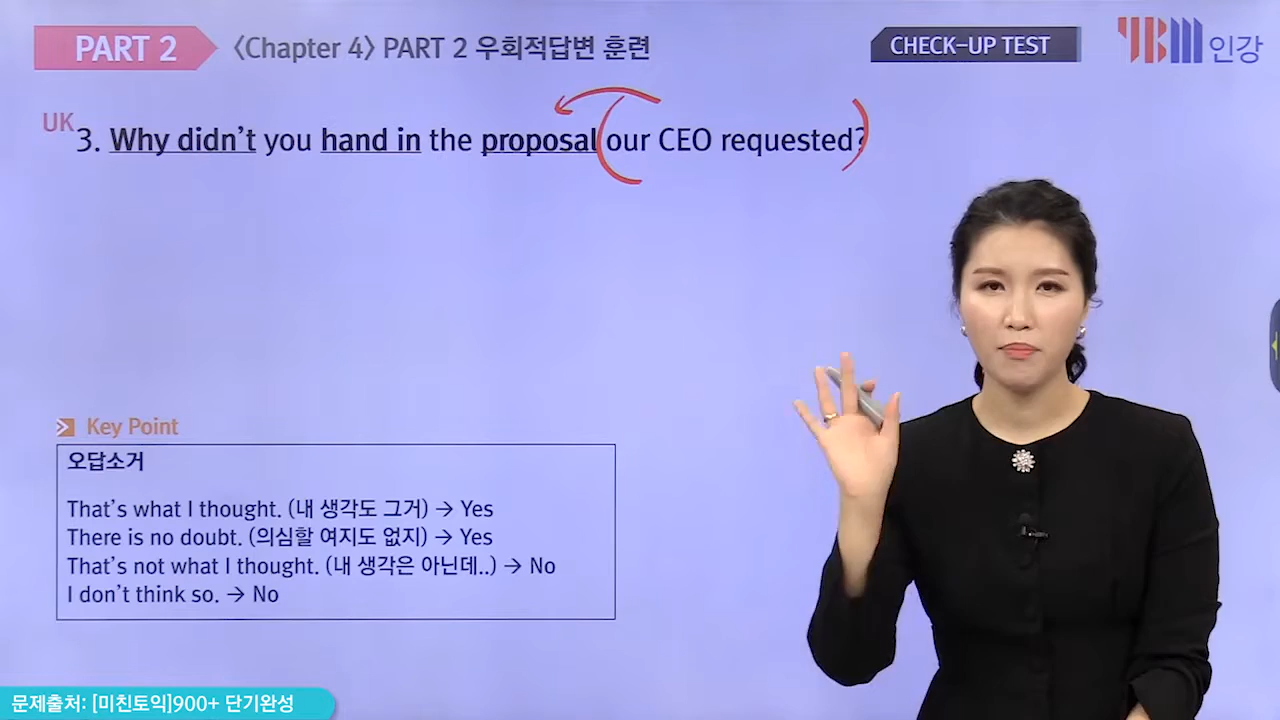 PART 2
〈Chapter 4〉 PART 2 우회적답변 훈련
CHECK-UP TEST
YBM 인강
UK 3. Why didn't you hand in the proposal our CEO requested?
Key Point
오답소거
That's what I thought. (내 생각도 그거) → Yes
There is no doubt. (의심할 여지도 없지) → Yes
That's not what I thought. (내 생각은 아닌데..) → No
I don't think so. → No
문제출처: [미친토익]900+ 단기완성